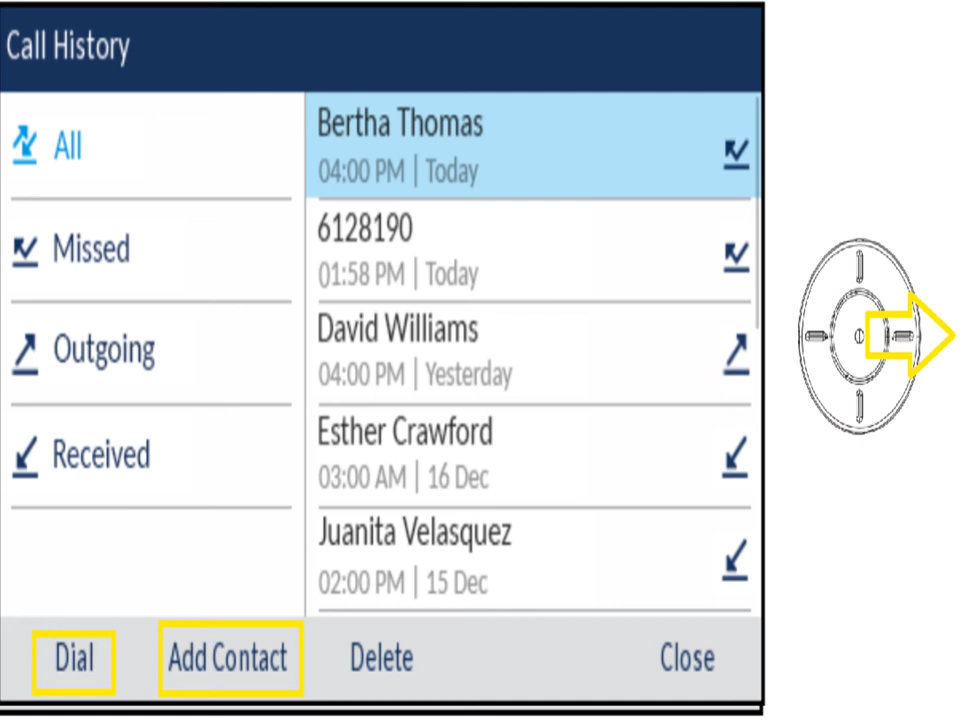 Call History
All
Missed
Outgoing
Received
Bertha Thomas
04:00 PM | Today
6128190
01:58 PM | Today
David Williams
04:00 PM | Yesterday
Esther Crawford
03:00 AM | 16 Dec
Juanita Velasquez
02:00 PM | 15 Dec
Dial
Add Contact
Delete
Close